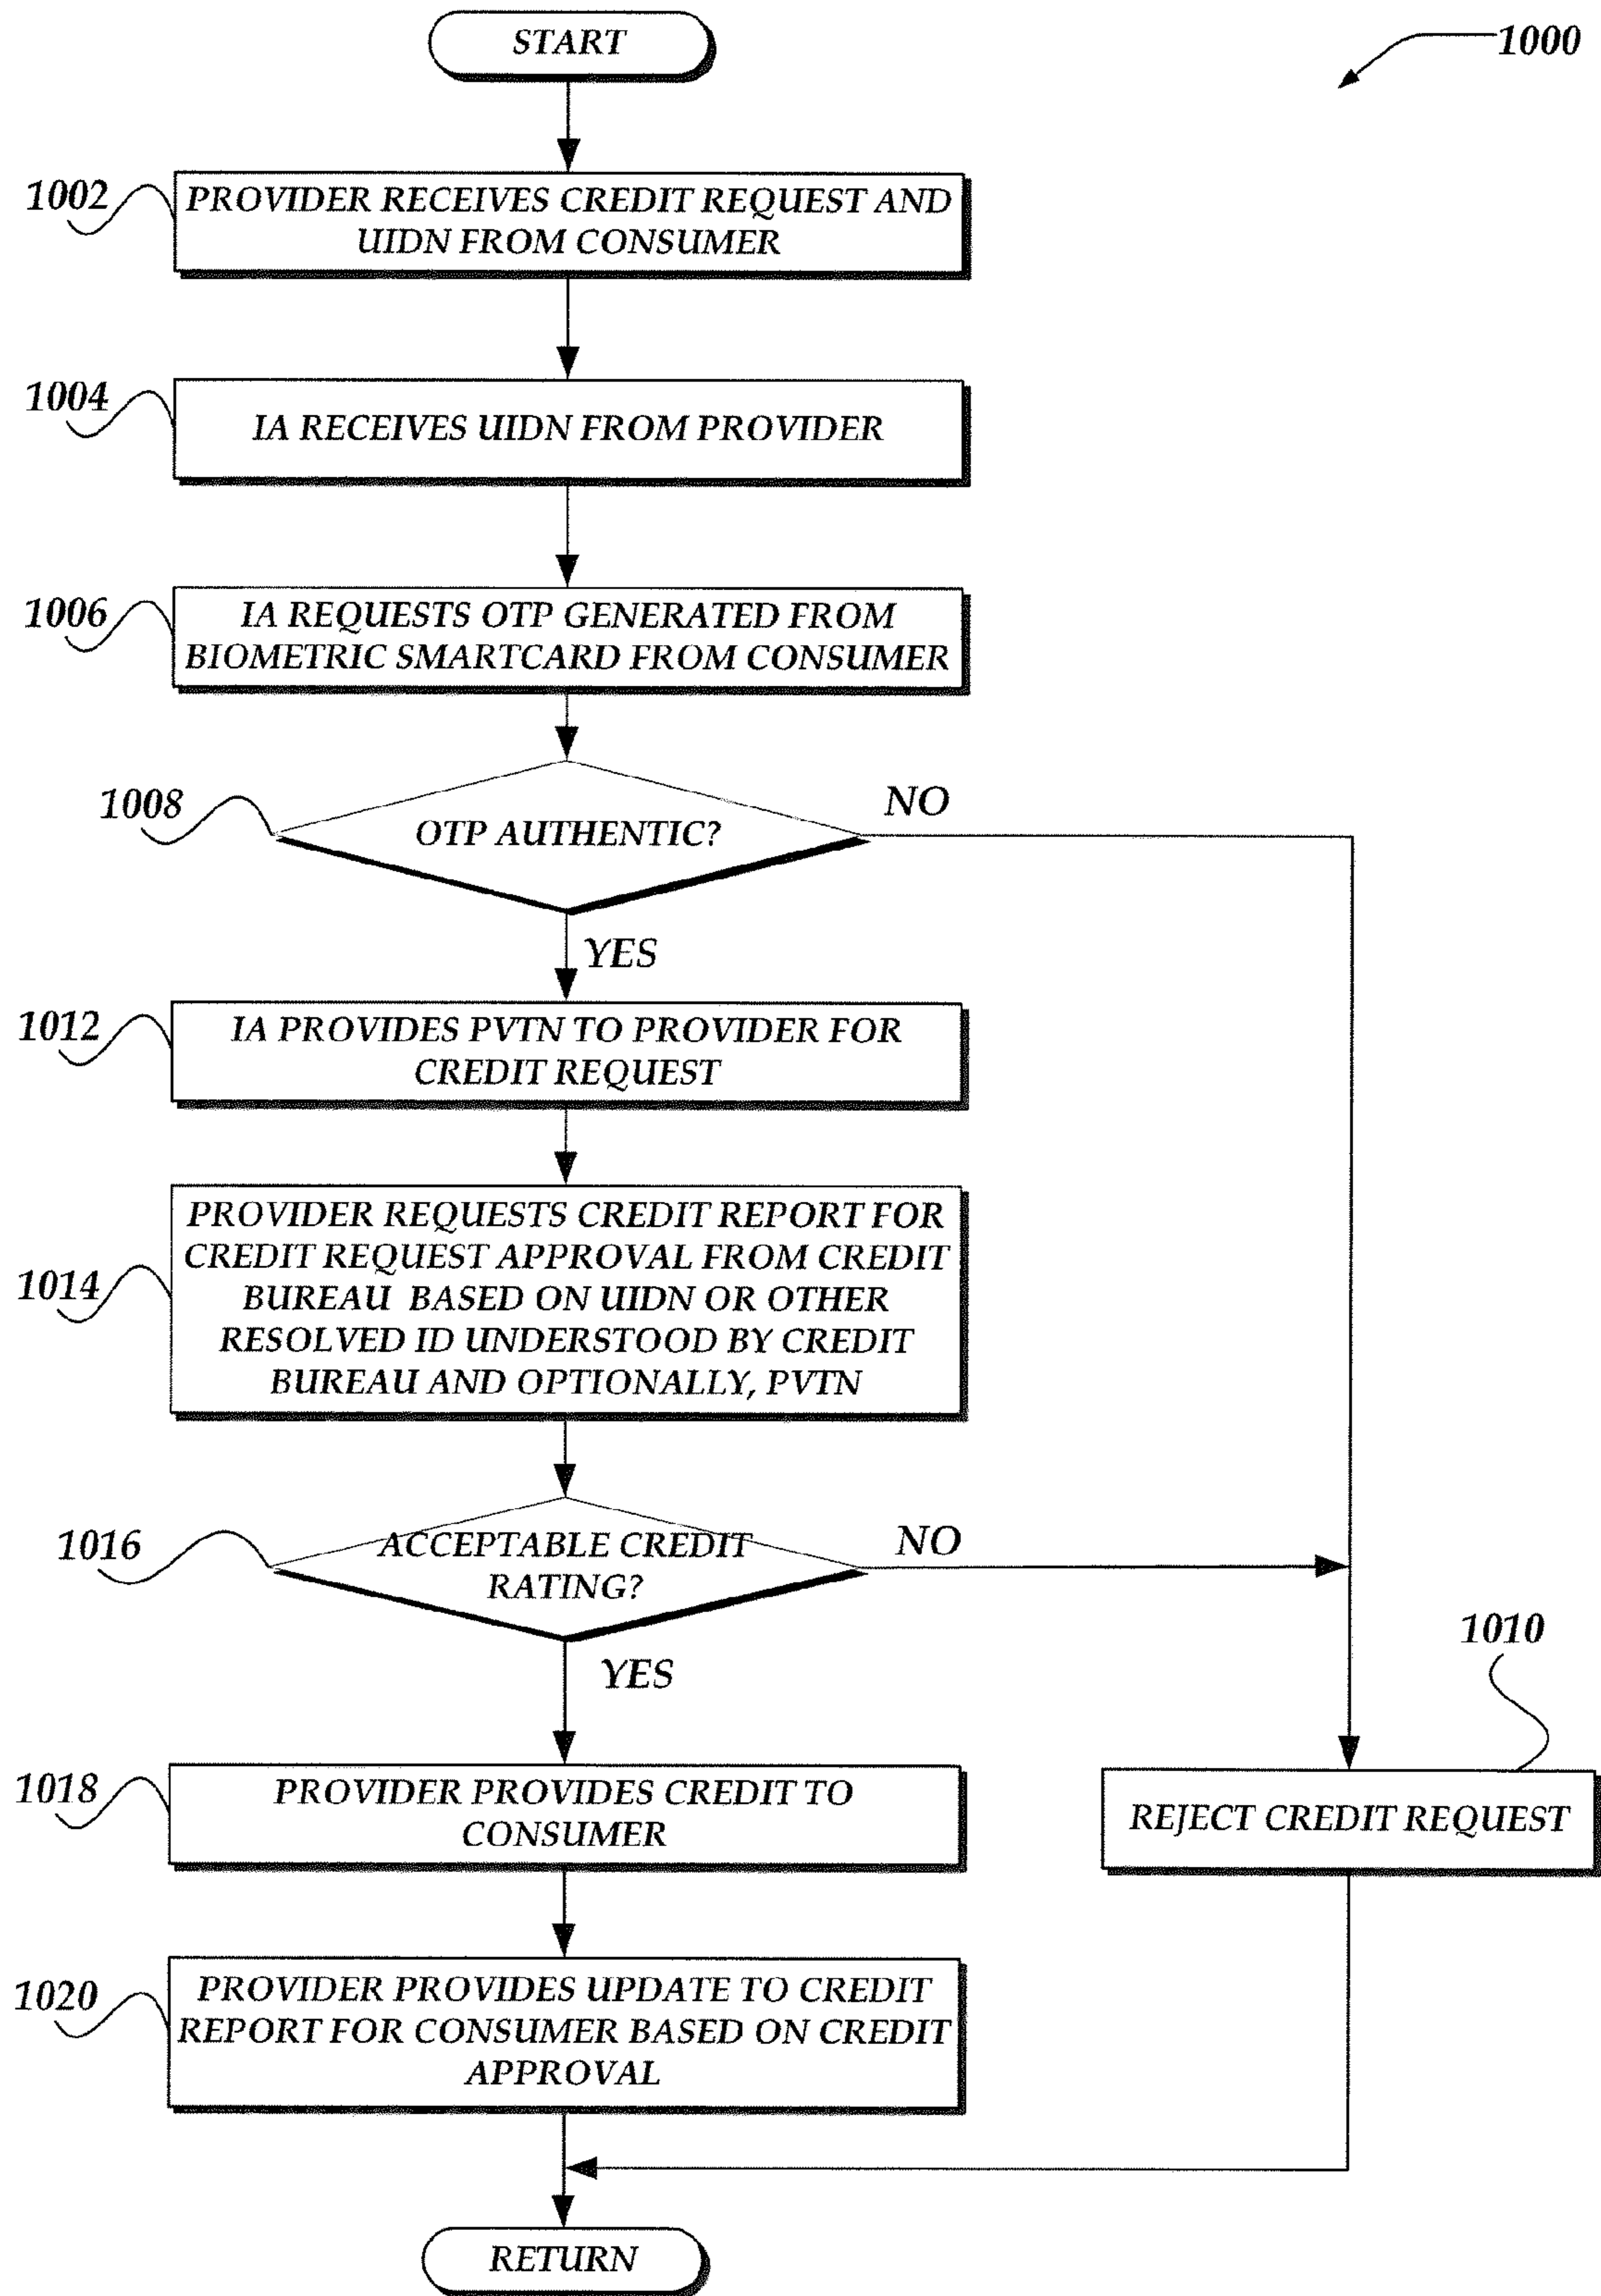 START
1000
1002
PROVIDER RECEIVES CREDIT REQUEST AND
UIDN FROM CONSUMER
1004
IA RECEIVES UIDN FROM PROVIDER
1006
IA REQUESTS OTP GENERATED FROM
BIOMETRIC SMARTCARD FROM CONSUMER
1008
OTP AUTHENTIC?
NO
YES
1012
IA PROVIDES PVTN TO PROVIDER FOR
CREDIT REQUEST
1014
PROVIDER REQUESTS CREDIT REPORT FOR
CREDIT REQUEST APPROVAL FROM CREDIT
BUREAU BASED ON UIDN OR OTHER
RESOLVED ID UNDERSTOOD BY CREDIT
BUREAU AND OPTIONALLY, PVTN
1016
ACCEPTABLE CREDIT
RATING?
NO
YES
1010
REJECT CREDIT REQUEST
1018
PROVIDER PROVIDES CREDIT TO
CONSUMER
1020
PROVIDER PROVIDES UPDATE TO CREDIT
REPORT FOR CONSUMER BASED ON CREDIT
APPROVAL
RETURN